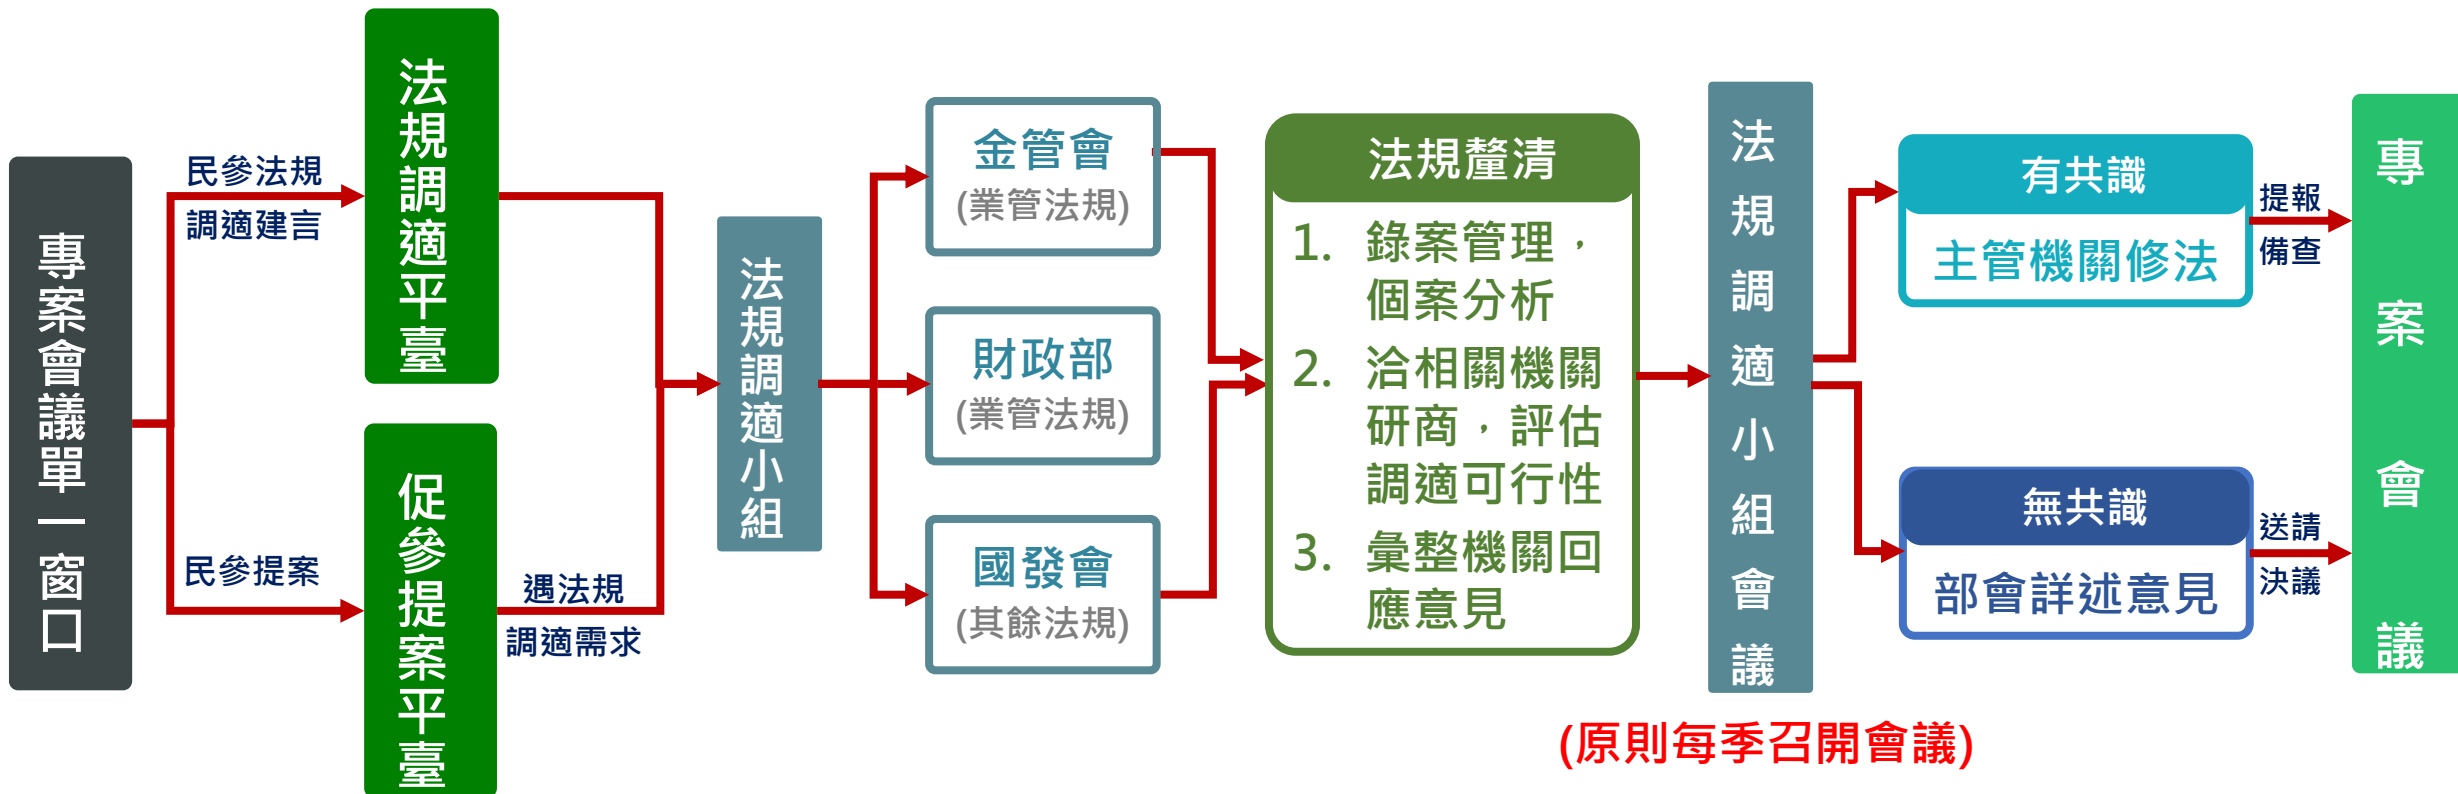 專案會議單一窗口
民參法規
調適建言
民參提案
法規調適平臺
促參提案平臺
遇法規
調適需求
法規調適小組
金管會
(業管法規)
財政部
(業管法規)
國發會
(其餘法規)
法規釐清
1. 錄案管理，
個案分析
2. 洽相關機關
研商，評估
調適可行性
3. 彙整機關回
應意見
法規調適小組會議
(原則每季召開會議)
有共識
主管機關修法
無共識
部會詳述意見
提報
備查
送請
決議
專案會議